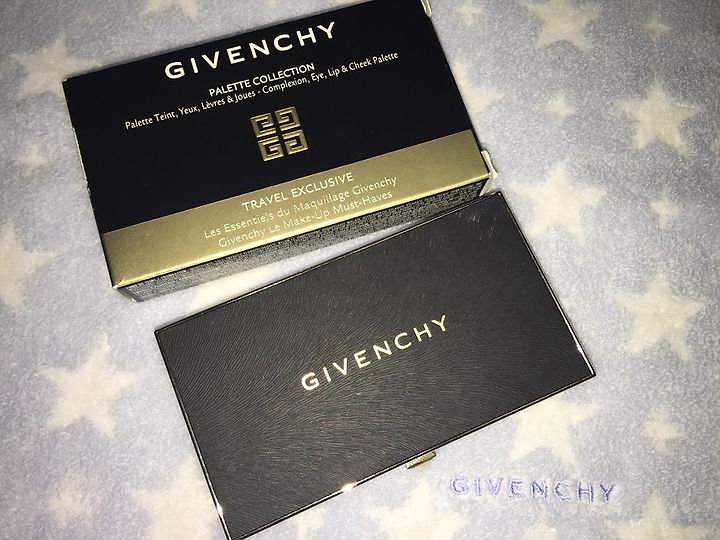 GIVENCHY
PALETTE COLLECTION
Palette Teint, Yeux, Lèvres & Joues - Complexion, Eye, Lip & Cheek Palette
TRAVEL EXCLUSIVE
Les Essentiels du Maquillage Givenchy
Givenchy Le Make-Up Must-Haves
GIVENCHY
GIVENCHY